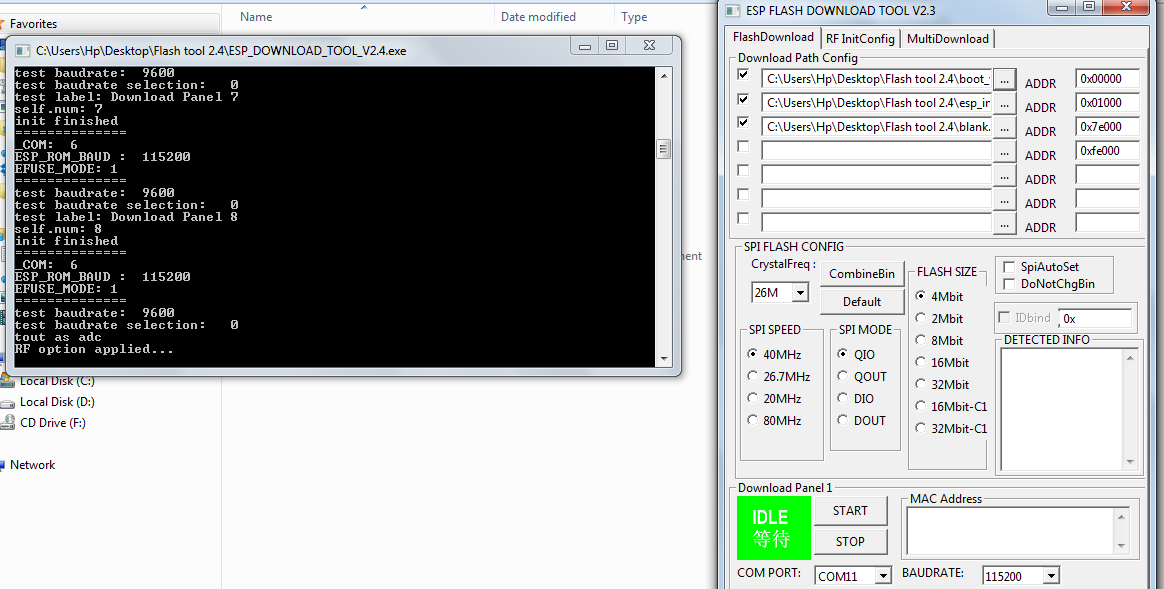 Favorites
Name
Date modified
Type
C:\Users\Hp\Desktop\Flash tool 2.4\ESP_DOWNLOAD_TOOL_V2.4.exe
test baudrate:  9600
test baudrate selection:   0
test label: Download Panel 7
self.num: 7
init finished
==============
_COM:  6
ESP_ROM_BAUD :  115200
EFUSE_MODE: 1
==============
test baudrate:  9600
test baudrate selection:   0
test label: Download Panel 8
self.num: 8
init finished
==============
_COM:  6
ESP_ROM_BAUD :  115200
EFUSE_MODE: 1
==============
test baudrate:  9600
test baudrate selection:   0
tout as adc
RF option applied...
ent
Local Disk (C:)
Local Disk (D:)
CD Drive (F:)
Network
ESP FLASH DOWNLOAD TOOL V2.3
FlashDownload
RF InitConfig
MultiDownload
Download Path Config
C:\Users\Hp\Desktop\Flash tool 2.4\boot_
...
ADDR
0x00000
C:\Users\Hp\Desktop\Flash tool 2.4\esp_in
...
ADDR
0x01000
C:\Users\Hp\Desktop\Flash tool 2.4\blank.
...
ADDR
0x7e000
...
ADDR
0xfe000
...
ADDR
...
ADDR
...
ADDR
SPI FLASH CONFIG
CrystalFreq :
26M
CombineBin
Default
SPI SPEED
40MHz
26.7MHz
20MHz
80MHz
SPI MODE
QIO
QOUT
DIO
DOUT
FLASH SIZE
4Mbit
2Mbit
8Mbit
16Mbit
32Mbit
16Mbit-C1
32Mbit-C1
SpiAutoSet
DoNotChgBin
IDbind
0x
DETECTED INFO
Download Panel 1
IDLE
等待
START
STOP
MAC Address
COM PORT:
COM11
BAUDRATE:
115200